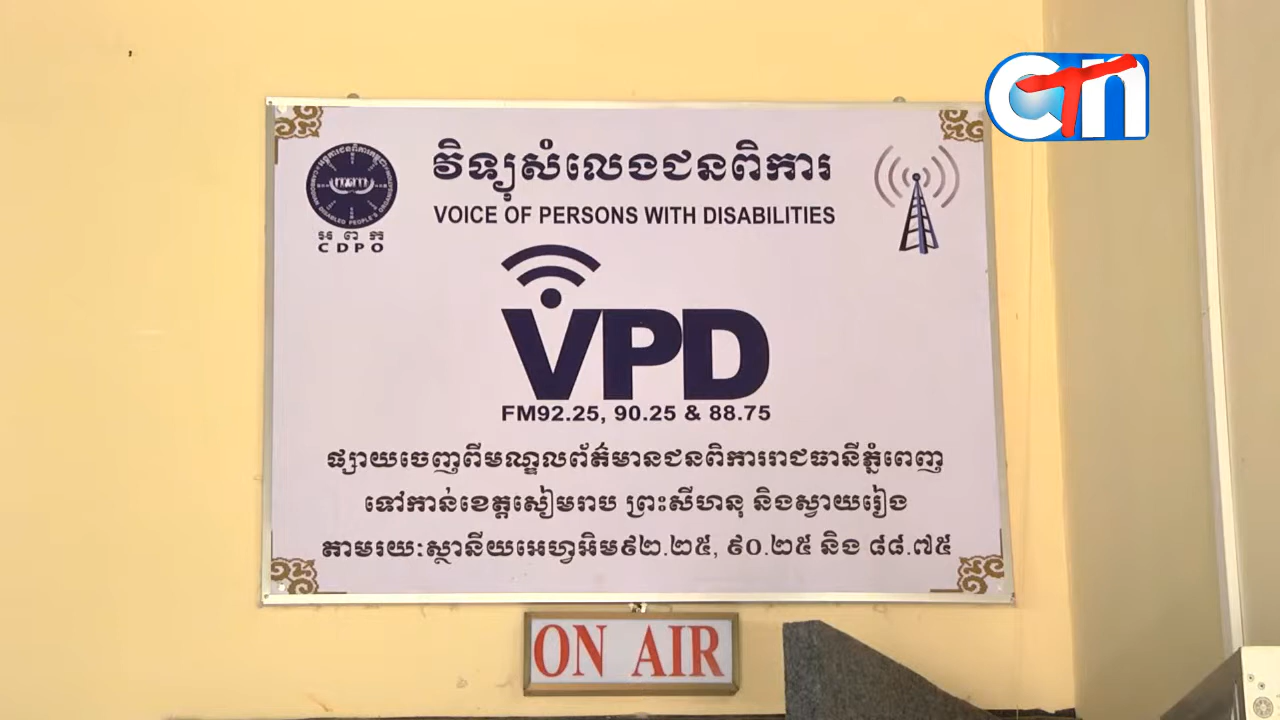 CTN
វិទ្យុសំលេងជនពិការ
VOICE OF PERSONS WITH DISABILITIES
អ ព ក
CDPO
VPD
FM92.25, 90.25 & 88.75
ផ្សាយចេញពីមណ្ឌលព័ត៌មានជនពិការរាជធានីភ្នំពេញ
ទៅកាន់ខេត្តសៀមរាប ព្រះសីហនុ និងស្វាយរៀង
តាមរយៈស្ថានីយអេហ្វអិម៩២.២៥, ៩០.២៥ និង ៨៨.៧៥
ON AIR